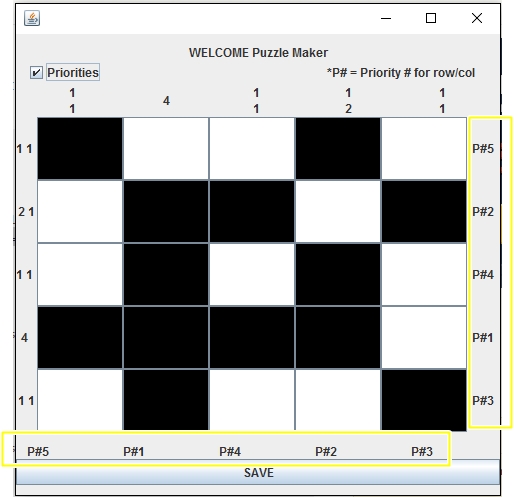 WELCOME Puzzle Maker
Priorities *P# = Priority # for row/col
1 1 1 1
1 4 1 2 1
1 1 P#5
2 1 P#2
1 1 P#4
4 P#1
1 1 P#3
P#5 P#1 P#4 P#2 P#3
SAVE